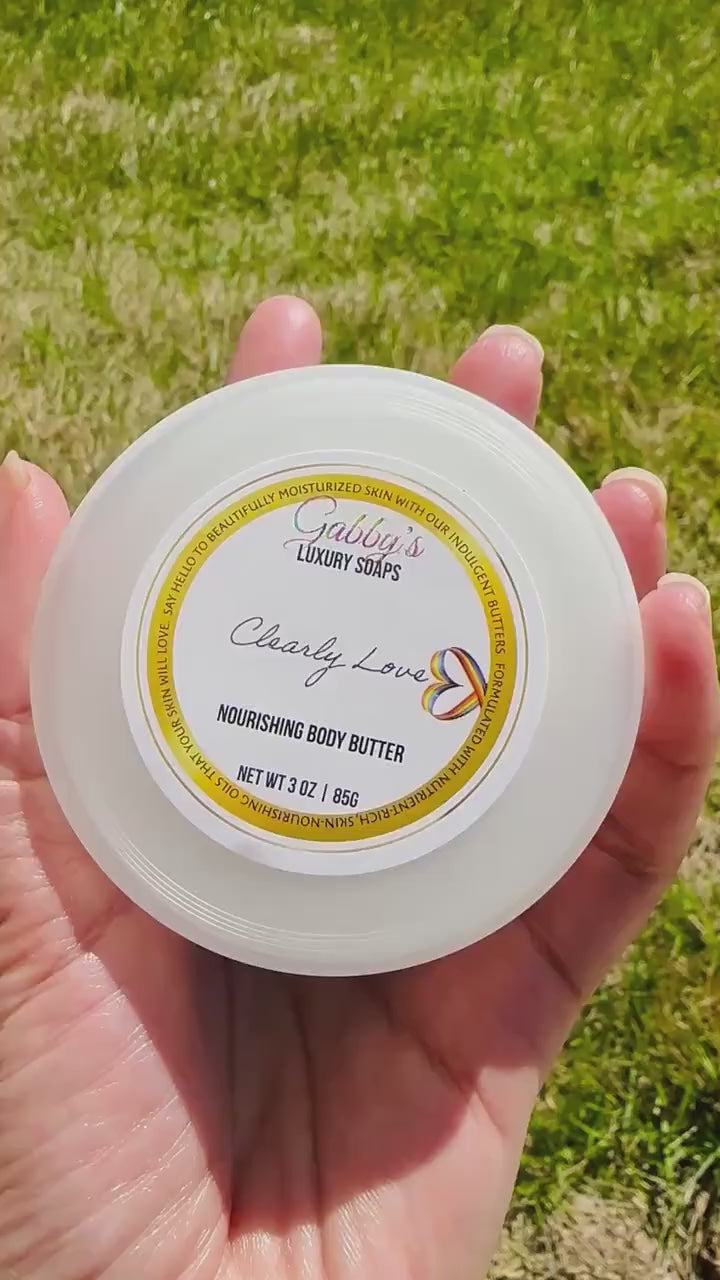 Gabby's
LUXURY SOAPS
Clearly Love
NOURISHING BODY BUTTER
NET WT 3 OZ | 85G
SAY HELLO TO BEAUTIFULLY MOISTURIZED SKIN WITH OUR INDULGENT BUTTERS FORMULATED WITH NUTRIENT-RICH, SKIN-NOURISHING OILS THAT YOUR SKIN WILL LOVE.